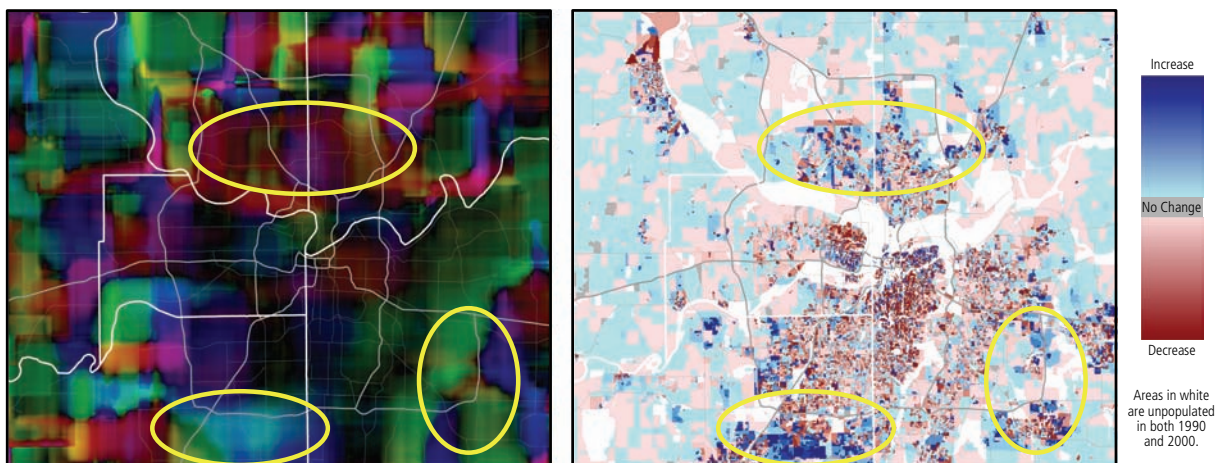 Increase
No Change
Decrease
Areas in white
are unpopulated
in both 1990
and 2000.